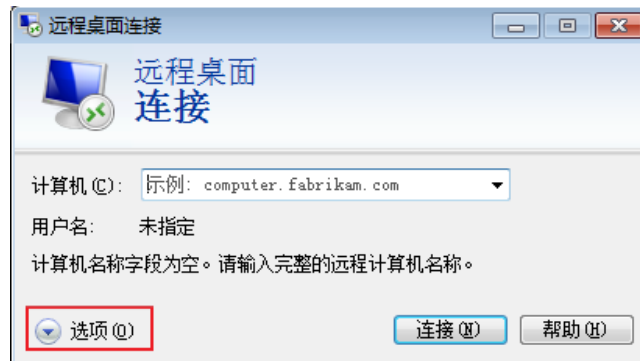 远程桌面连接
远程桌面
连接
计算机(C): 示例: computer.fabrikam.com
用户名: 未指定
计算机名称字段为空。请输入完整的远程计算机名称。
选项(O) 连接(N) 帮助(H)